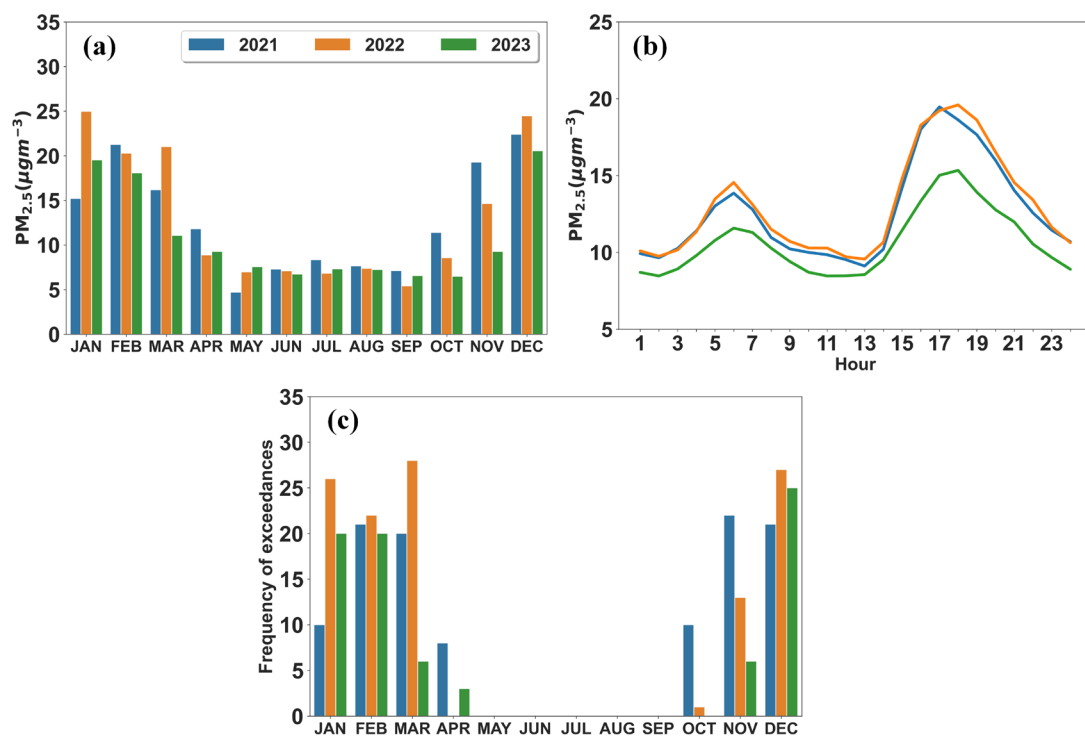 (a)
2021 2022 2023
PM2.5(μgm−3)
35
30
25
20
15
10
5
0
JAN FEB MAR APR MAY JUN JUL AUG SEP OCT NOV DEC
(b)
PM2.5(μgm−3)
25
20
15
10
5
1 3 5 7 9 11 13 15 17 19 21 23
Hour
(c)
Frequency of exceedances
35
30
25
20
15
10
5
0
JAN FEB MAR APR MAY JUN JUL AUG SEP OCT NOV DEC